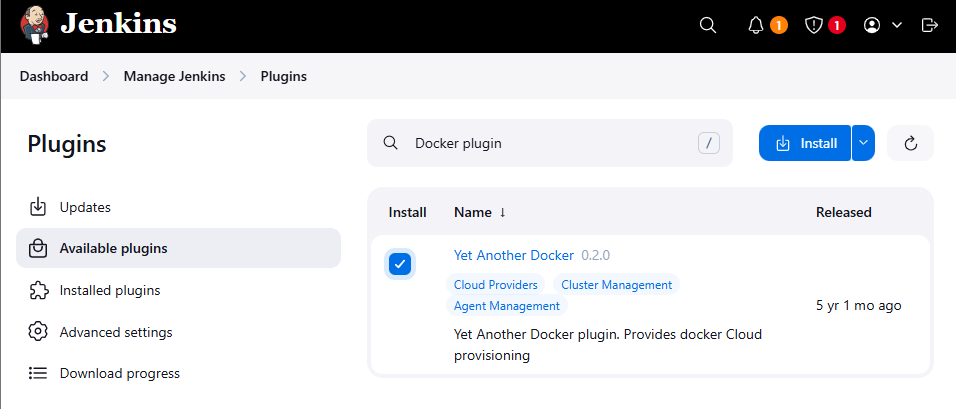 Jenkins
1
1
Dashboard > Manage Jenkins > Plugins
Plugins
Docker plugin
/
Install
Updates
Available plugins
Installed plugins
Advanced settings
Download progress
Install Name ↓ Released
Yet Another Docker 0.2.0
Cloud Providers Cluster Management
Agent Management
5 yr 1 mo ago
Yet Another Docker plugin. Provides docker Cloud
provisioning